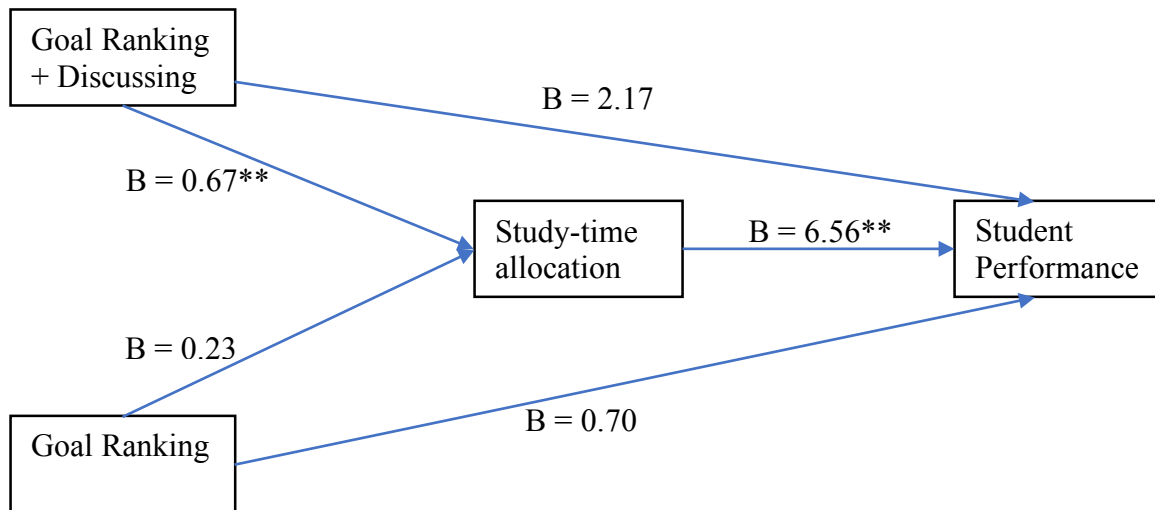 Goal Ranking
+ Discussing
B = 2.17
B = 0.67**
Study-time
allocation
B = 6.56**
Student
Performance
B = 0.23
B = 0.70
Goal Ranking